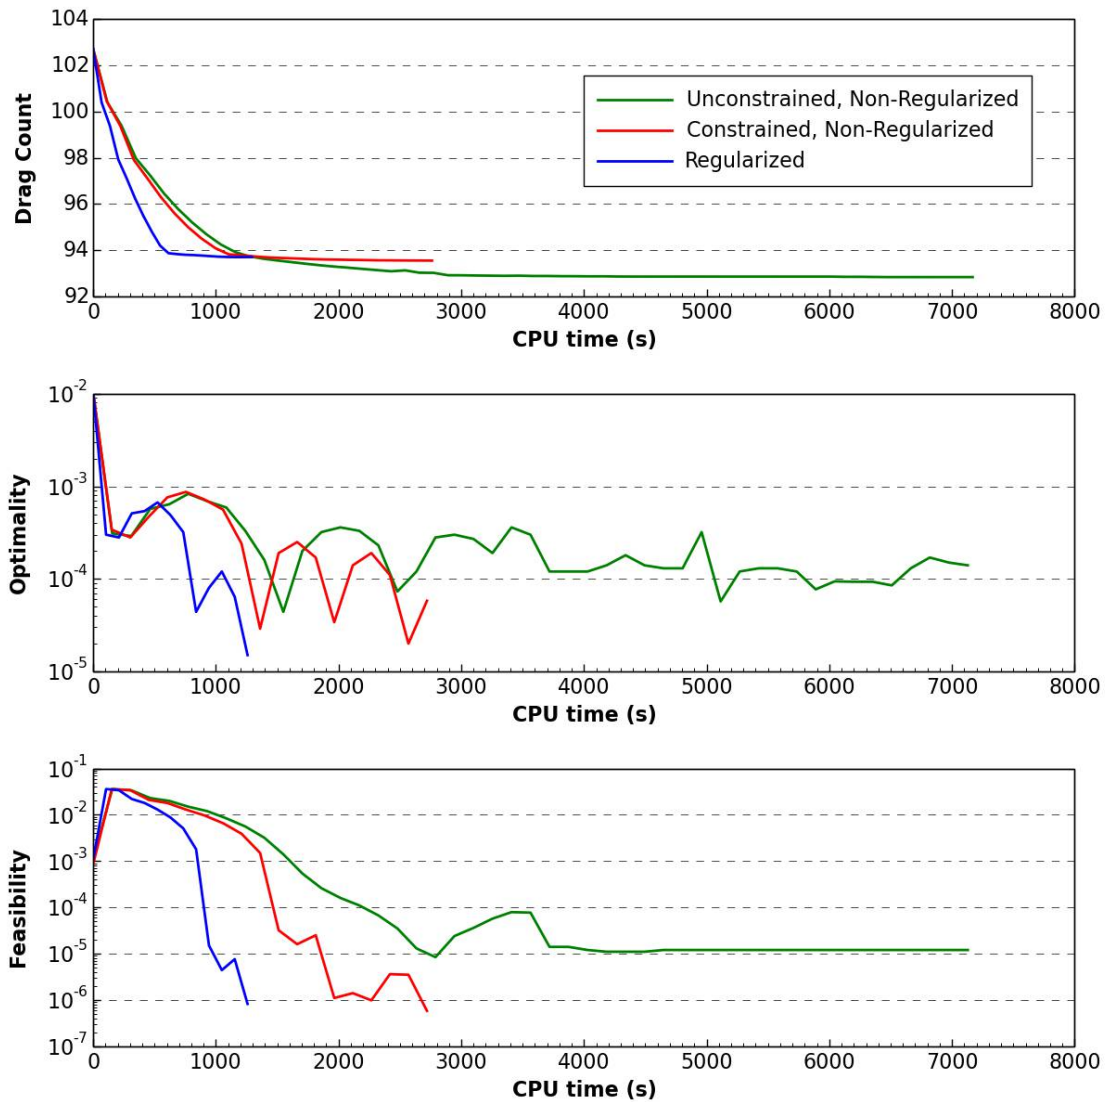 104
102
100
98
96
94
92
Drag Count
Unconstrained, Non-Regularized
Constrained, Non-Regularized
Regularized
0 1000 2000 3000 4000 5000 6000 7000 8000
CPU time (s)
10^-2
10^-3
10^-4
10^-5
Optimality
0 1000 2000 3000 4000 5000 6000 7000 8000
CPU time (s)
10^-1
10^-2
10^-3
10^-4
10^-5
10^-6
10^-7
Feasibility
0 1000 2000 3000 4000 5000 6000 7000 8000
CPU time (s)